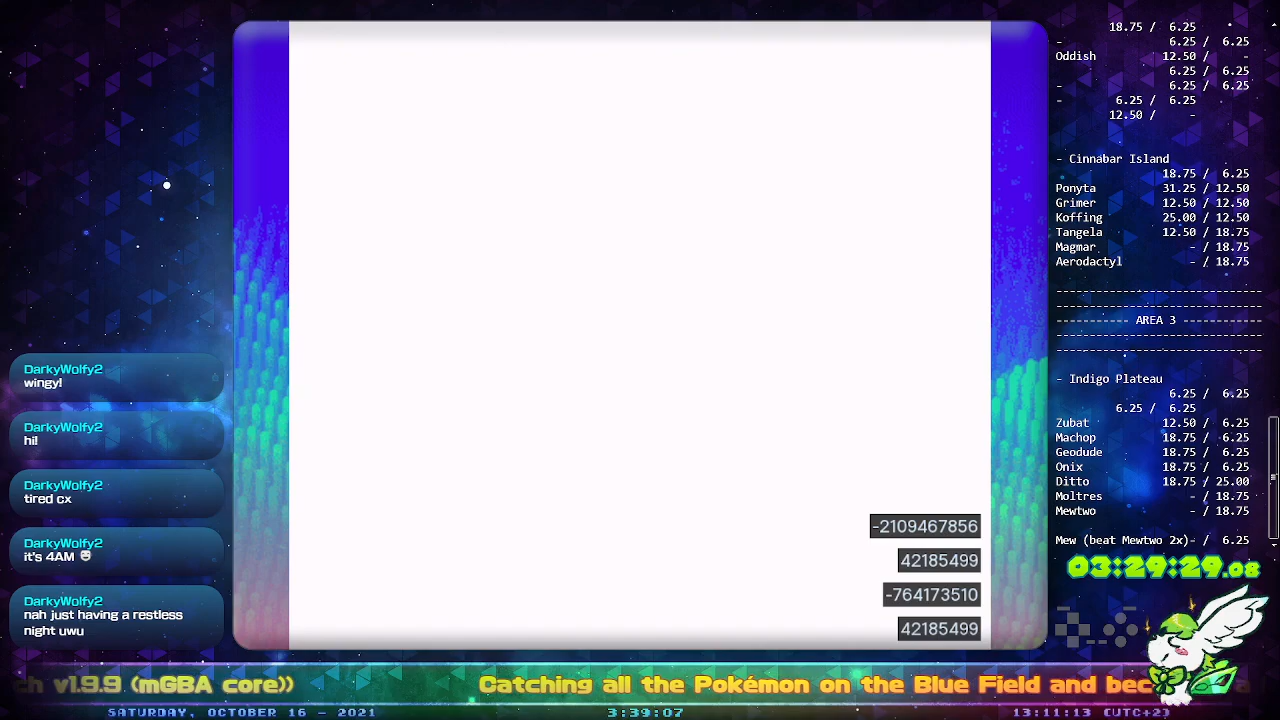 18.75 / 6.25
- 6.25 / 6.25
Oddish 12.50 / -
6.25 / 6.25
- 6.25 / 6.25
- 6.25 / 6.25
12.50 / -
- Cinnabar Island
18.75 / 6.25
Ponyta 31.25 / 12.50
Grimer 12.50 / 12.50
Koffing 25.00 / 12.50
Tangela 12.50 / 18.75
Magmar - / 18.75
Aerodactyl - / 18.75
------------------------------
------------------------------
---------- AREA 3 -----------
------------------------------
------------------------------
- Indigo Plateau
6.25 / 6.25
6.25 / 6.25
Zubat 12.50 / 6.25
Machop 18.75 / 6.25
Geodude 18.75 / 6.25
Onix 18.75 / 6.25
Ditto 18.75 / 25.00
Moltres - / 18.75
Mewtwo - / 18.75
Mew (beat Mewtwo 2x)- / 6.25
03:29:29.08
DarkyWolfy2
wingy!
DarkyWolfy2
hi!
DarkyWolfy2
tired cx
DarkyWolfy2
it's 4AM 😄
DarkyWolfy2
nah just having a restless
night uwu
-2109467856
42185499
-764173510
42185499
ch v1.9.9 (mGBA core)) Catching all the Pokémon on the Blue Field and bec
SATURDAY, OCTOBER 16 - 2021 3:39:07 13:11:13 (UTC+2)